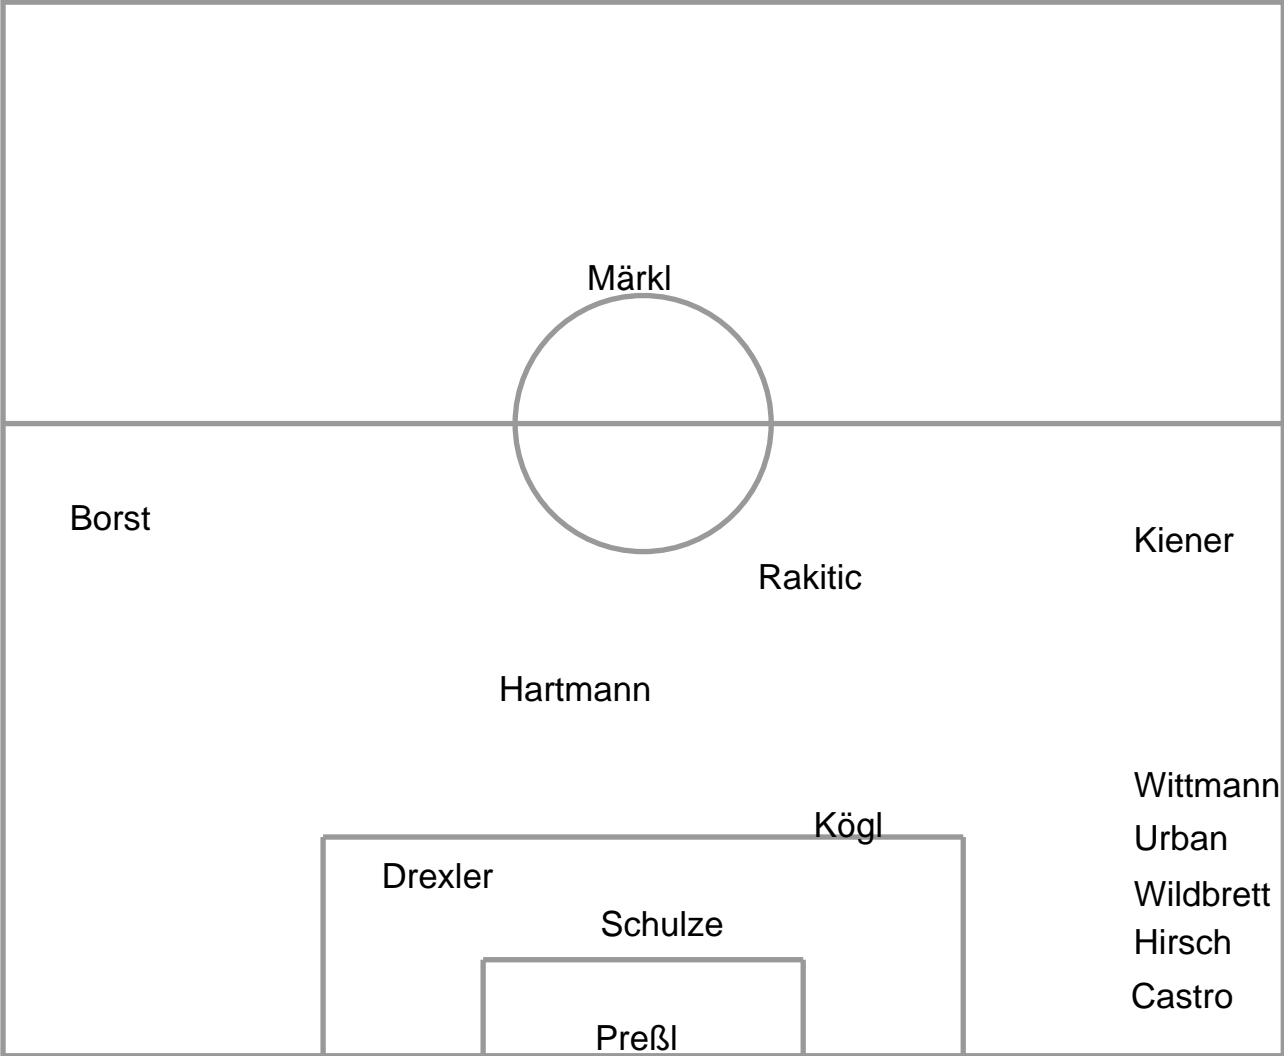 Märkl
Borst
Kiener
Rakitic
Hartmann
Wittmann
Kögl
Urban
Drexler
Wildbrett
Schulze
Hirsch
Castro
Preßl